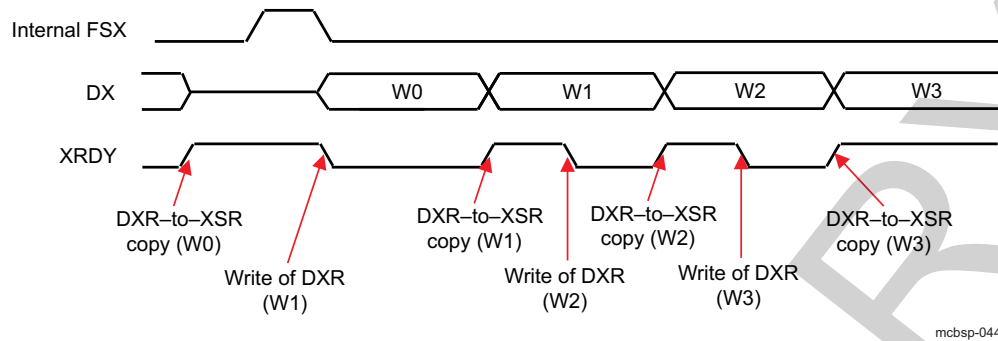 Internal FSX
DX
W0
W1
W2
W3
XRDY
DXR–to–XSR
copy (W0)
Write of DXR
(W1)
DXR–to–XSR
copy (W1)
Write of DXR
(W2)
DXR–to–XSR
copy (W2)
Write of DXR
(W3)
DXR–to–XSR
copy (W3)
mcbsp-044